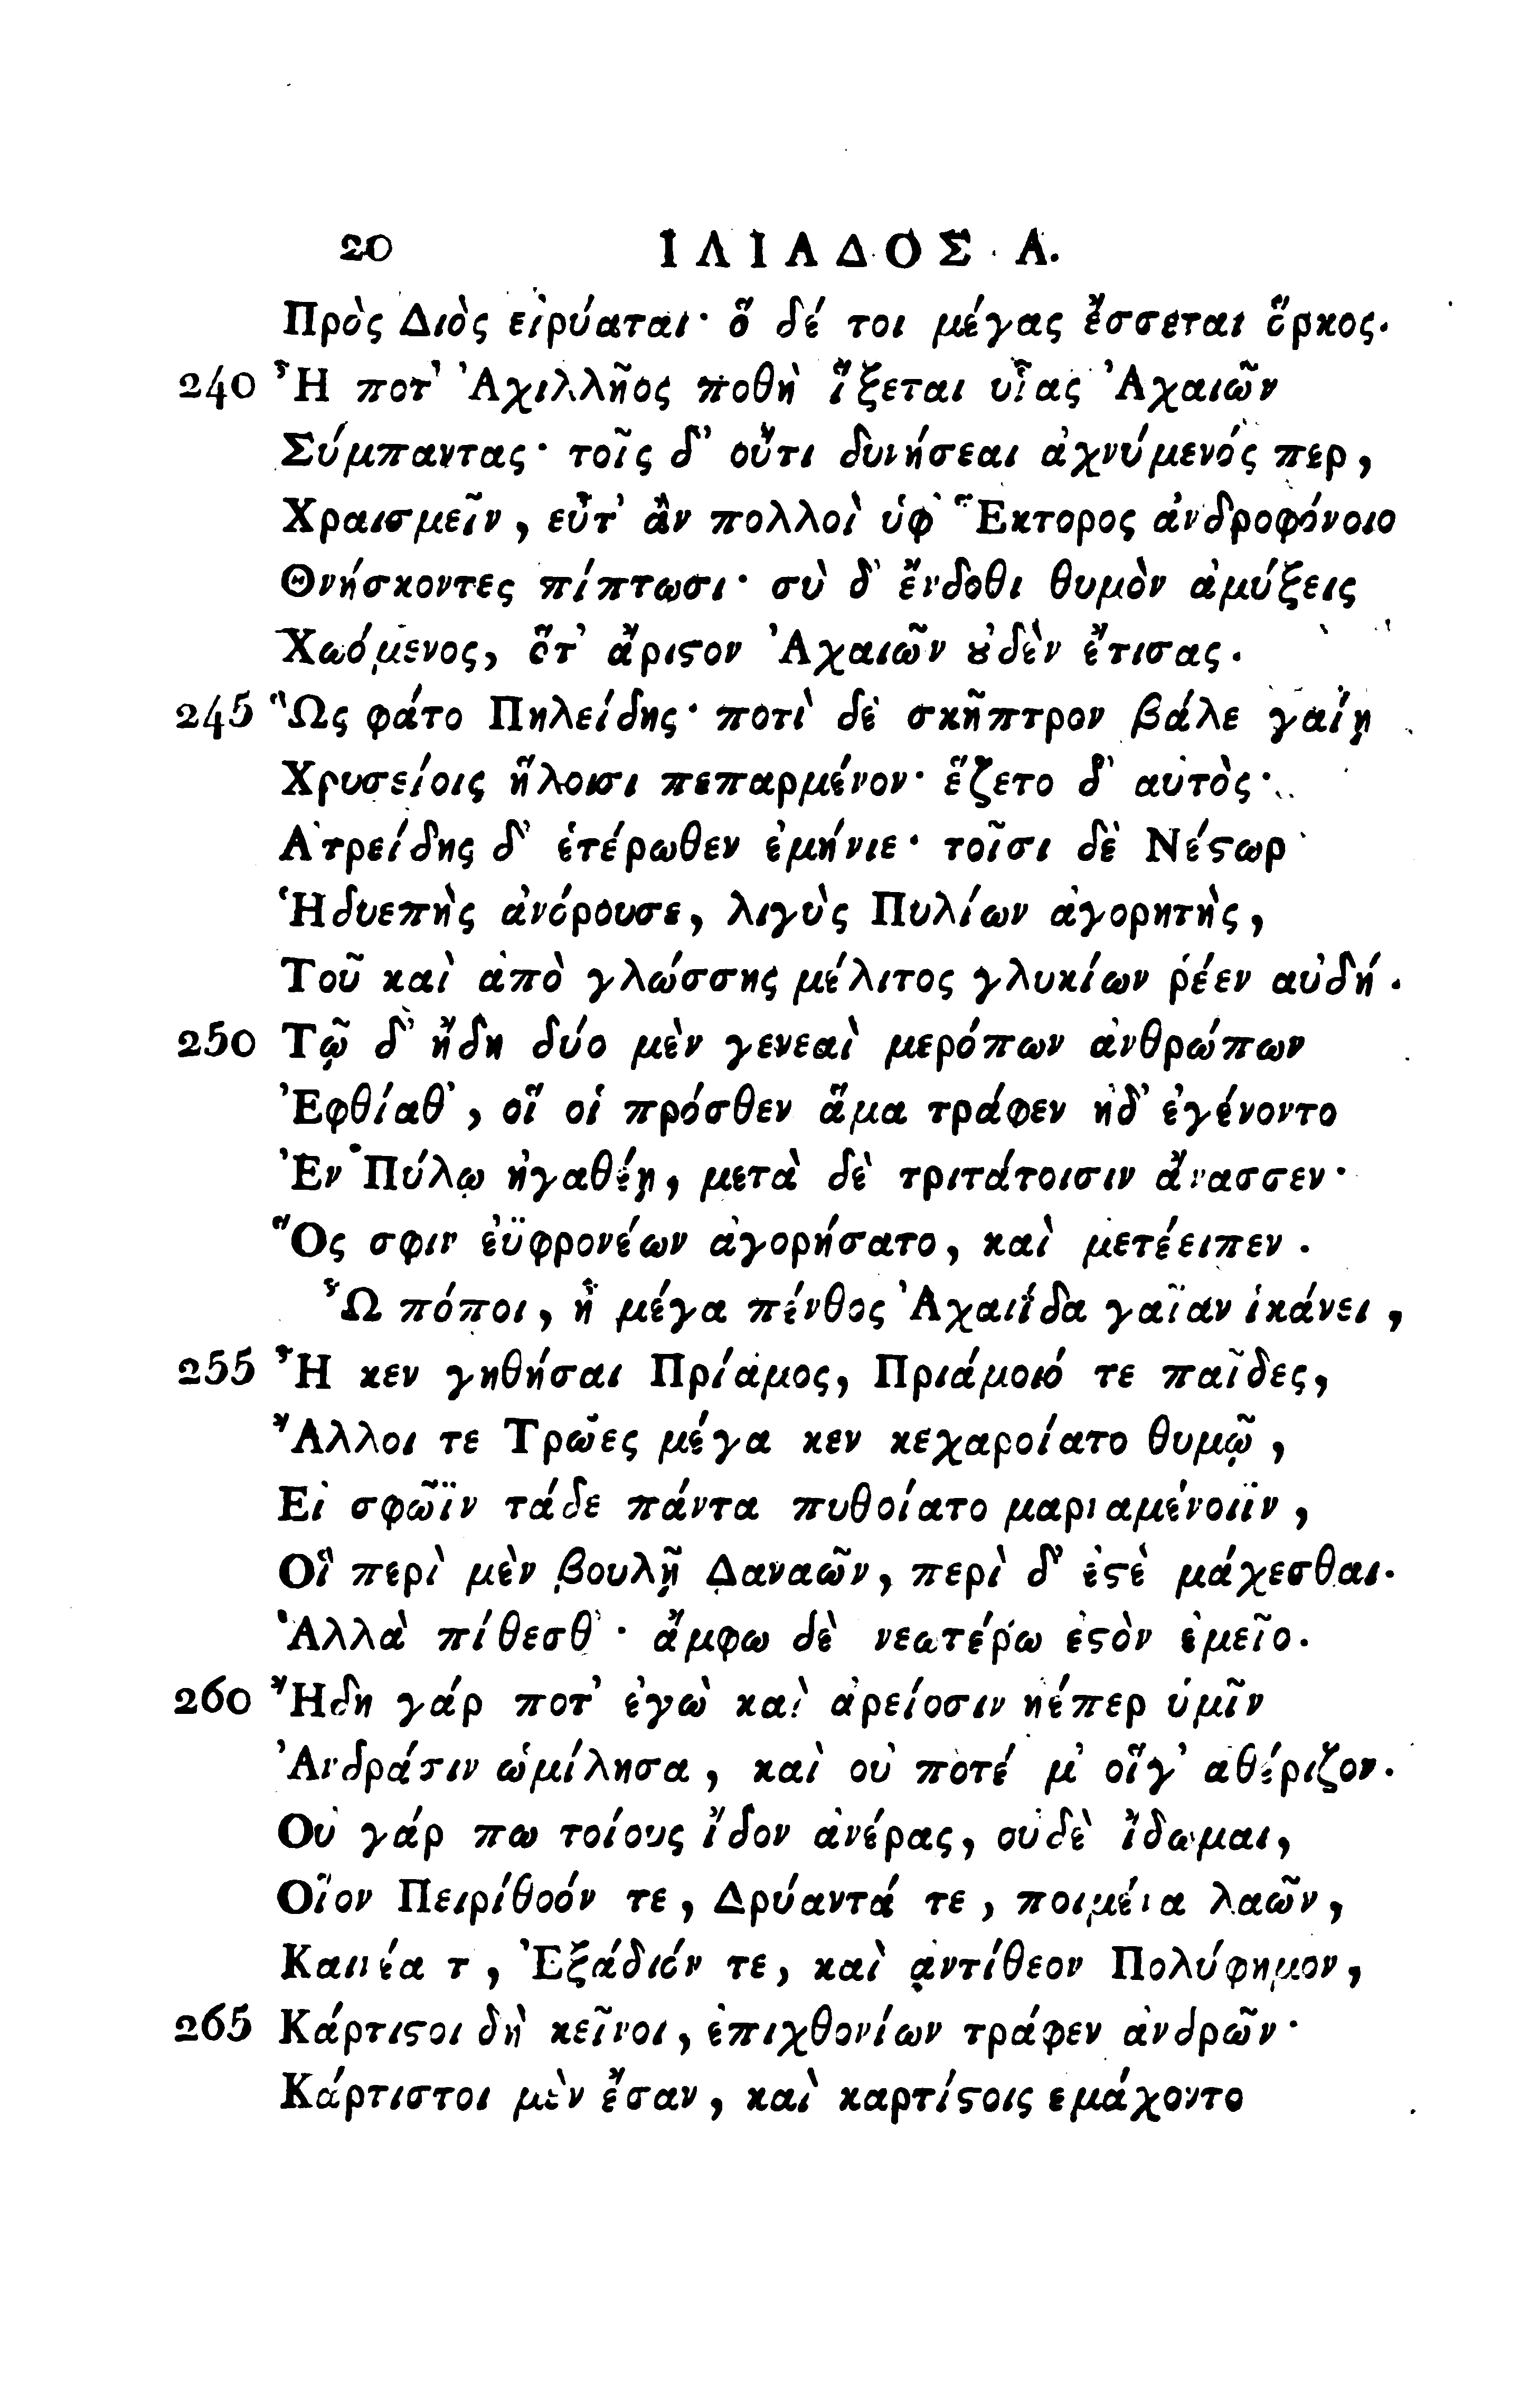 20 ΙΛΙΑΔΟΣ Α.
Πρὸς Διὸς εἰρύαται· ὃ δέ τοι μέγας ἔσσεται ὅρκος.
240 Ἦ ποτ' Ἀχιλλῆος ποθὴ ἵξεται υἷας Ἀχαιῶν
Σύμπαντας· τοῖς δ' οὔτι δυνήσεαι ἀχνύμενός περ,
Χραισμεῖν, εὖτ' ἂν πολλοὶ ὑφ' Ἕκτορος ἀνδροφόνοιο
Θνήσκοντες πίπτωσι· σὺ δ' ἔνδοθι θυμὸν ἀμύξεις
Χωόμενος, ὅτ' ἄριϛον Ἀχαιῶν ȣ̓δὲν ἔτισας.
245 Ὣς φάτο Πηλείδης· ποτὶ δὲ σκῆπτρον βάλε γαίῃ
Χρυσείοις ἥλοισι πεπαρμένον· ἕζετο δ' αὐτὸς·
Ἀτρείδης δ' ἑτέρωθεν ἐμήνιε· τοῖσι δὲ Νέϛωρ
Ἡδυεπὴς ἀνόρουσε, λιγὺς Πυλίων ἀγορητὴς,
Τοῦ καὶ ἀπὸ γλώσσης μέλιτος γλυκίων ῥέεν αὐδή.
250 Τῷ δ' ἤδη δύο μὲν γενεαὶ μερόπων ἀνθρώπων
Ἐφθίαθ', οἵ οἱ πρόσθεν ἅμα τράφεν ἠδ' ἐγένοντο
Ἐν Πύλῳ ἠγαθέῃ, μετὰ δὲ τριτάτοισιν ἄνασσεν·
Ὅς σφιν ἐϋφρονέων ἀγορήσατο, καὶ μετέειπεν.
Ὦ πόποι, ἦ μέγα πένθος Ἀχαιΐδα γαῖαν ἱκάνει,
255 Ἦ κεν γηθήσαι Πρίαμος, Πριάμοιό τε παῖδες,
Ἄλλοι τε Τρῶες μέγα κεν κεχαροίατο θυμῷ,
Εἰ σφῶϊν τάδε πάντα πυθοίατο μαρναμένοιϊν,
Οἳ περὶ μὲν βουλῇ Δαναῶν, περὶ δ' ἐϛὲ μάχεσθαι.
Ἀλλὰ πίθεσθ'· ἄμφω δὲ νεωτέρω ἐϛὸν ἐμεῖο.
260 Ἤδη γάρ ποτ' ἐγὼ καὶ ἀρείοσιν ἠέπερ ὑμῖν
Ἀνδράσιν ὡμίλησα, καὶ οὐ ποτέ μ' οἵγ' ἀθέριζον.
Οὐ γάρ πω τοίους ἴδον ἀνέρας, οὐδὲ ἴδωμαι,
Οἷον Πειρίθοόν τε, Δρύαντά τε, ποιμένα λαῶν,
Καινέα τ, Ἐξάδιόν τε, καὶ ἀντίθεον Πολύφημον,
265 Κάρτιϛοι δὴ κεῖνοι, ἐπιχθονίων τράφεν ἀνδρῶν·
Κάρτιστοι μὲν ἔσαν, καὶ καρτίϛοις εμάχοντο